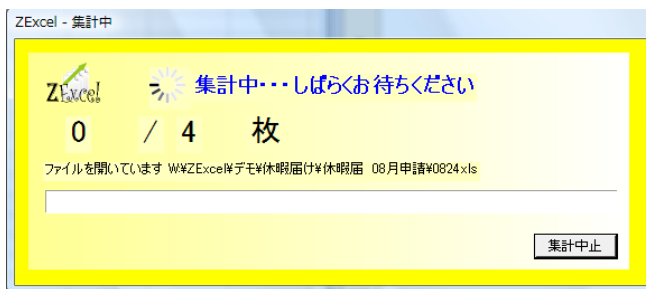 ZExcel - 集計中
ZExcel 集計中・・・しばらくお待ちください
0 / 4 枚
ファイルを開いています W:¥ZExcel¥デモ¥休暇届け¥休暇届 08月申請¥0824.xls
集計中止